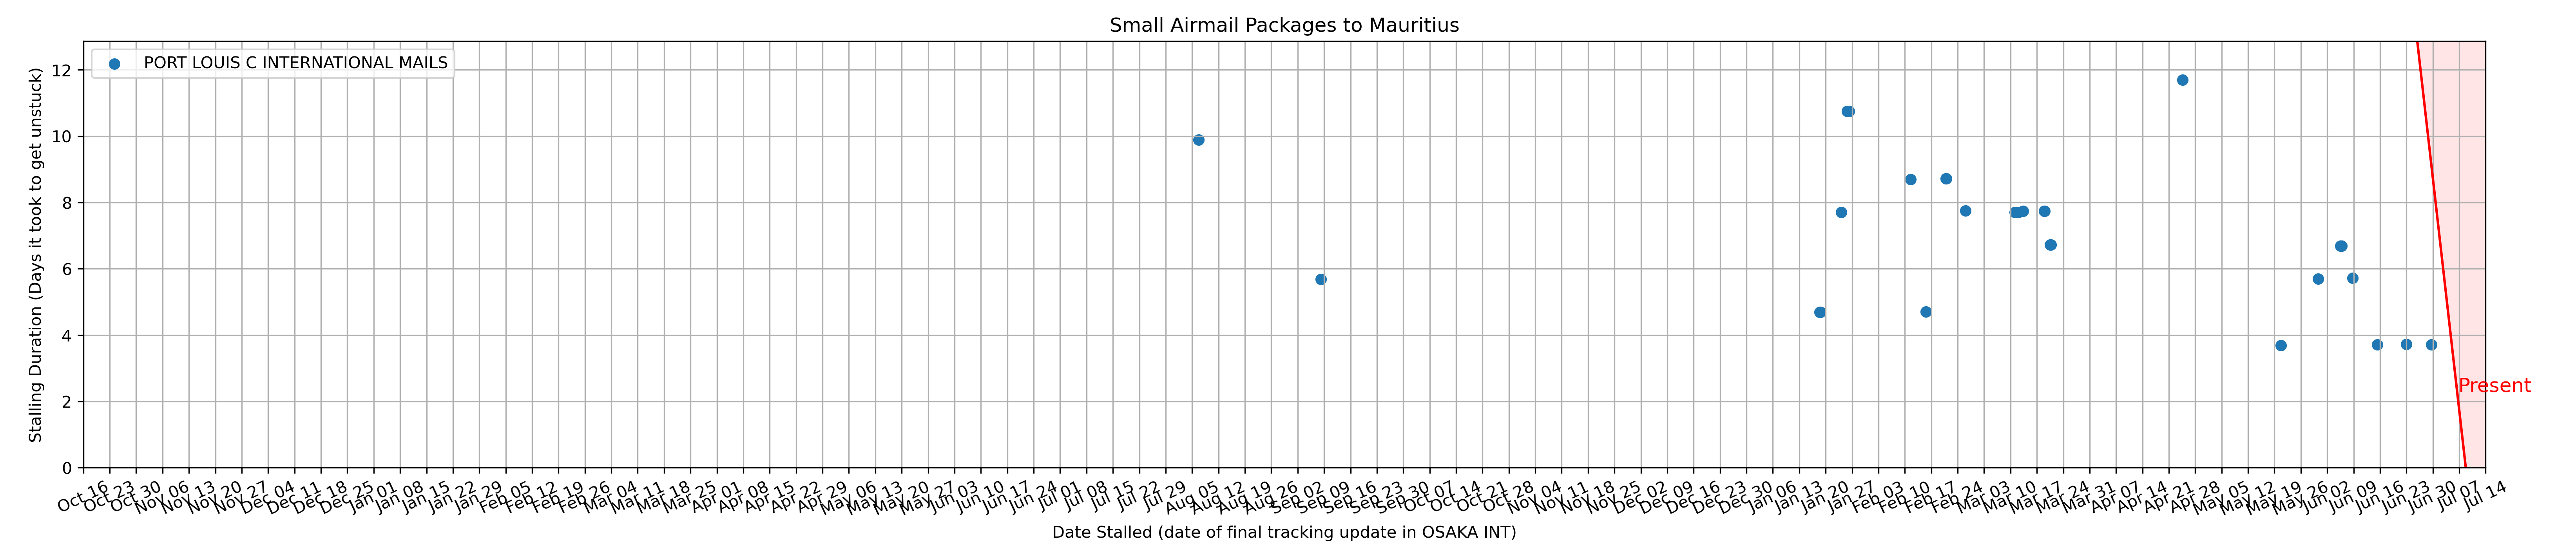 Small Airmail Packages to Mauritius
PORT LOUIS C INTERNATIONAL MAILS
Stalling Duration (Days it took to get unstuck)
12
10
8
6
4
2
0
Present
Oct 16
Oct 23
Oct 30
Nov 06
Nov 13
Nov 20
Nov 27
Dec 04
Dec 11
Dec 18
Dec 25
Jan 01
Jan 08
Jan 15
Jan 22
Jan 29
Feb 05
Feb 12
Feb 19
Feb 26
Mar 04
Mar 11
Mar 18
Mar 25
Apr 01
Apr 08
Apr 15
Apr 22
Apr 29
May 06
May 13
May 20
May 27
Jun 03
Jun 10
Jun 17
Jun 24
Jul 01
Jul 08
Jul 15
Jul 22
Jul 29
Aug 05
Aug 12
Aug 19
Aug 26
Sep 02
Sep 09
Sep 16
Sep 23
Sep 30
Oct 07
Oct 14
Oct 21
Oct 28
Nov 04
Nov 11
Nov 18
Nov 25
Dec 02
Dec 09
Dec 16
Dec 23
Dec 30
Jan 06
Jan 13
Jan 20
Jan 27
Feb 03
Feb 10
Feb 17
Feb 24
Mar 03
Mar 10
Mar 17
Mar 24
Mar 31
Apr 07
Apr 14
Apr 21
Apr 28
May 05
May 12
May 19
May 26
Jun 02
Jun 09
Jun 16
Jun 23
Jun 30
Jul 07
Jul 14
Date Stalled (date of final tracking update in OSAKA INT)